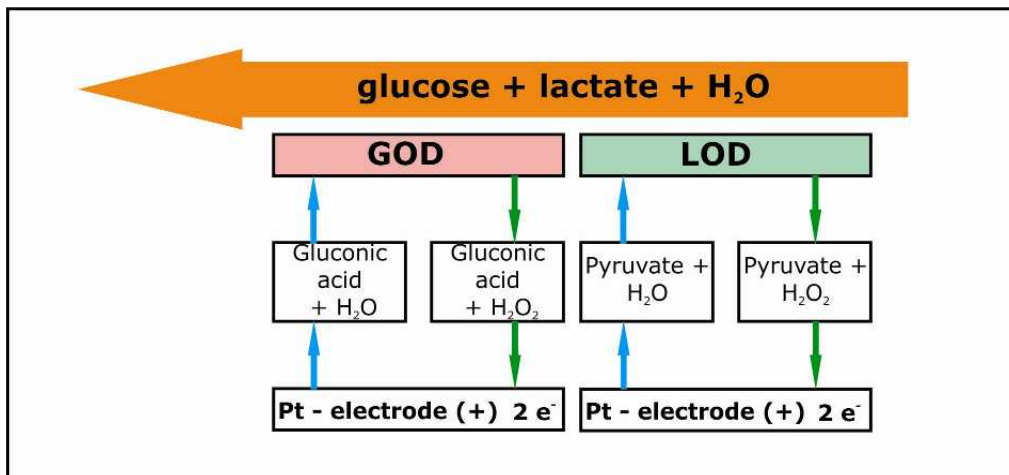 glucose + lactate + H₂O
GOD
LOD
Gluconic
acid
+ H₂O
Gluconic
acid
+ H₂O₂
Pyruvate +
H₂O
Pyruvate +
H₂O₂
Pt - electrode (+) 2 e⁻
Pt - electrode (+) 2 e⁻